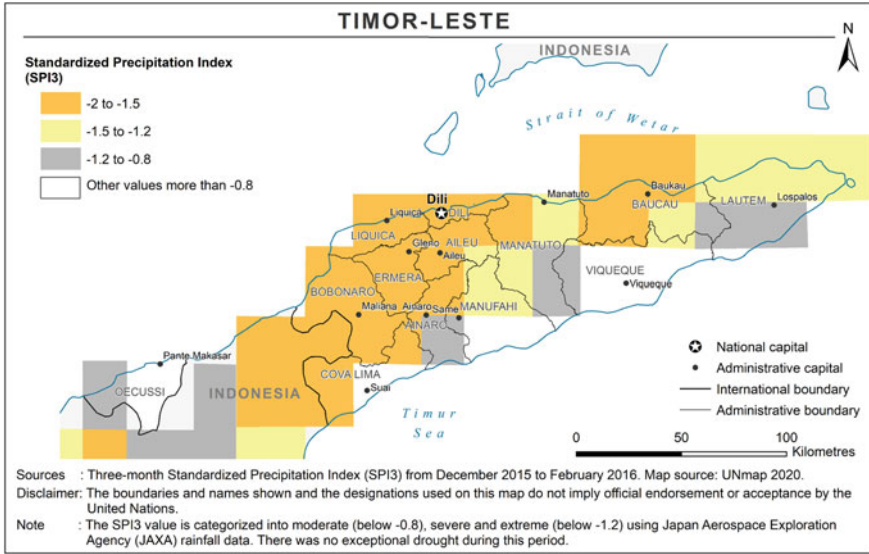 TIMOR-LESTE
INDONESIA
N
Standardized Precipitation Index
(SPI3)
-2 to -1.5
-1.5 to -1.2
-1.2 to -0.8
Other values more than -0.8
Strait of Wetar
Dili
DILI
Liquiça
LIQUICA
Manatuto
MANATUTO
Baukau
BAUCAU
LAUTEM
Lospalos
Gleno
AILEU
Aileu
ERMERA
BOBONARO
Maliana
Ainaro
AINARO
Same
MANUFAHI
VIQUEQUE
Viqueque
Pante Makasar
OECUSSI
INDONESIA
COVA LIMA
Suai
Timur
Sea
National capital
Administrative capital
International boundary
Administrative boundary
0 50 100
Kilometres
Sources : Three-month Standardized Precipitation Index (SPI3) from December 2015 to February 2016. Map source: UNmap 2020.
Disclaimer: The boundaries and names shown and the designations used on this map do not imply official endorsement or acceptance by the
United Nations.
Note : The SPI3 value is categorized into moderate (below -0.8), severe and extreme (below -1.2) using Japan Aerospace Exploration
Agency (JAXA) rainfall data. There was no exceptional drought during this period.